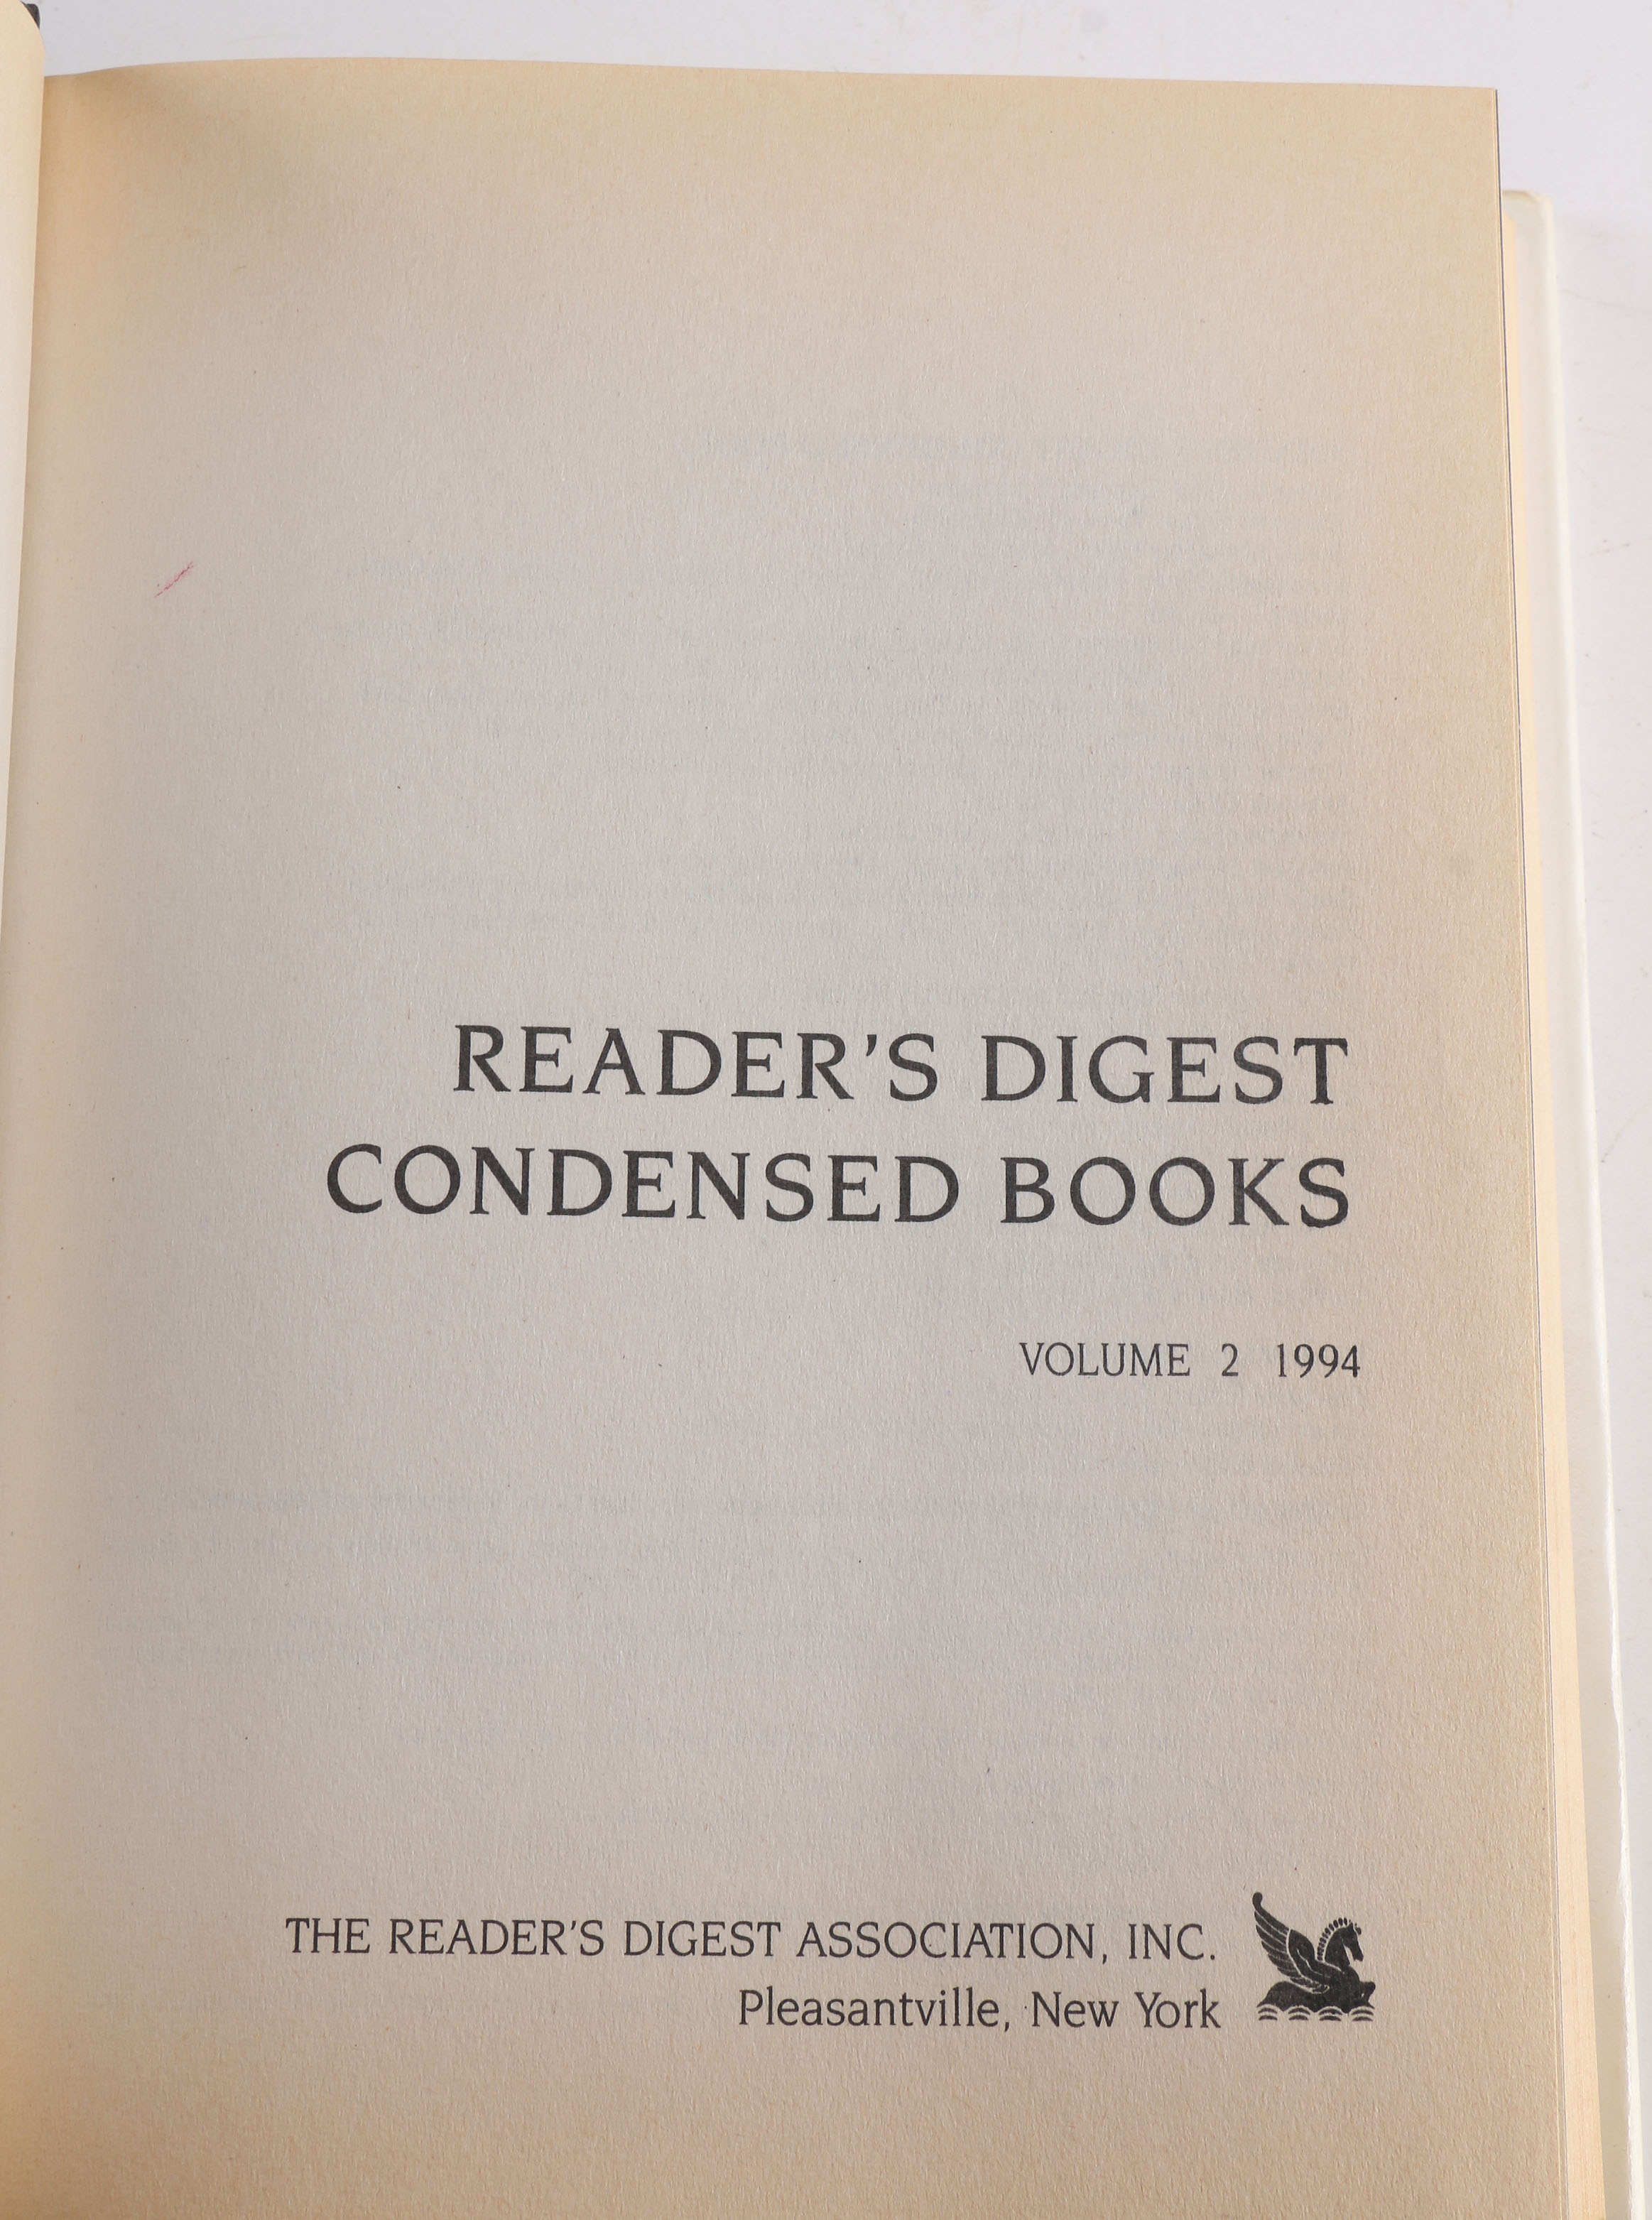 READER'S DIGEST
CONDENSED BOOKS
VOLUME 2 1994
THE READER'S DIGEST ASSOCIATION, INC.
Pleasantville, New York